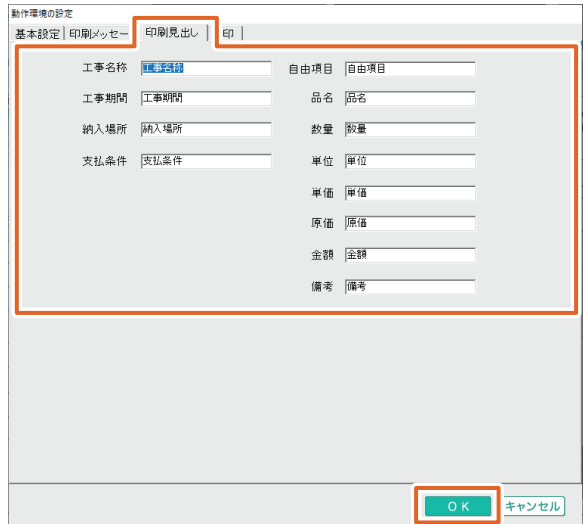 動作環境の設定
基本設定 印刷メッセー 印刷見出し 印
工事名称 工事名称 自由項目 自由項目
工事期間 工事期間 品名 品名
納入場所 納入場所 数量 数量
支払条件 支払条件 単位 単位
単価 単価
原価 原価
金額 金額
備考 備考
OK キャンセル